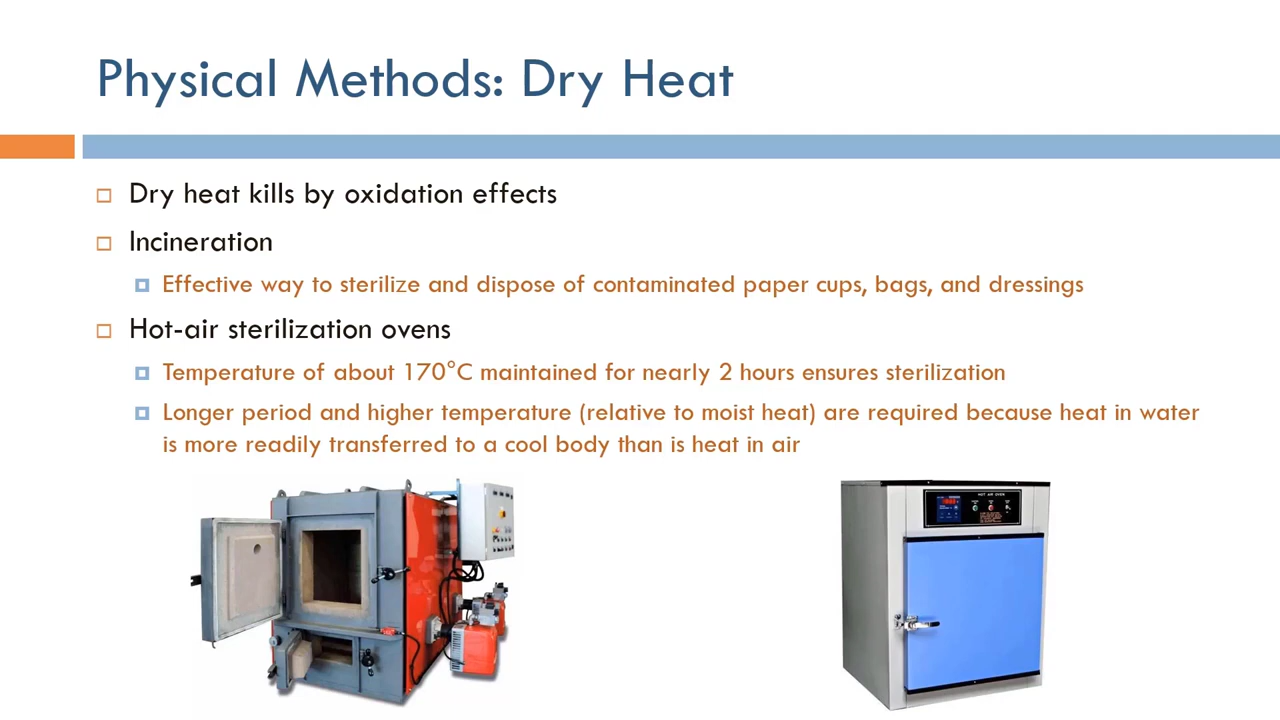 Physical Methods: Dry Heat
Dry heat kills by oxidation effects
Incineration
Effective way to sterilize and dispose of contaminated paper cups, bags, and dressings
Hot-air sterilization ovens
Temperature of about 170°C maintained for nearly 2 hours ensures sterilization
Longer period and higher temperature (relative to moist heat) are required because heat in water
is more readily transferred to a cool body than is heat in air
HOT AIR OVEN